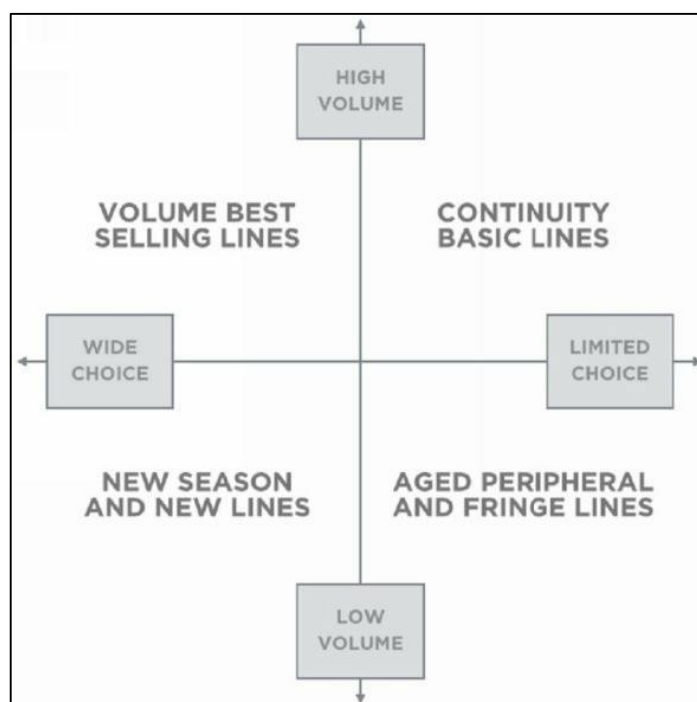 HIGH
VOLUME
VOLUME BEST
SELLING LINES
CONTINUITY
BASIC LINES
WIDE
CHOICE
LIMITED
CHOICE
NEW SEASON
AND NEW LINES
AGED PERIPHERAL
AND FRINGE LINES
LOW
VOLUME